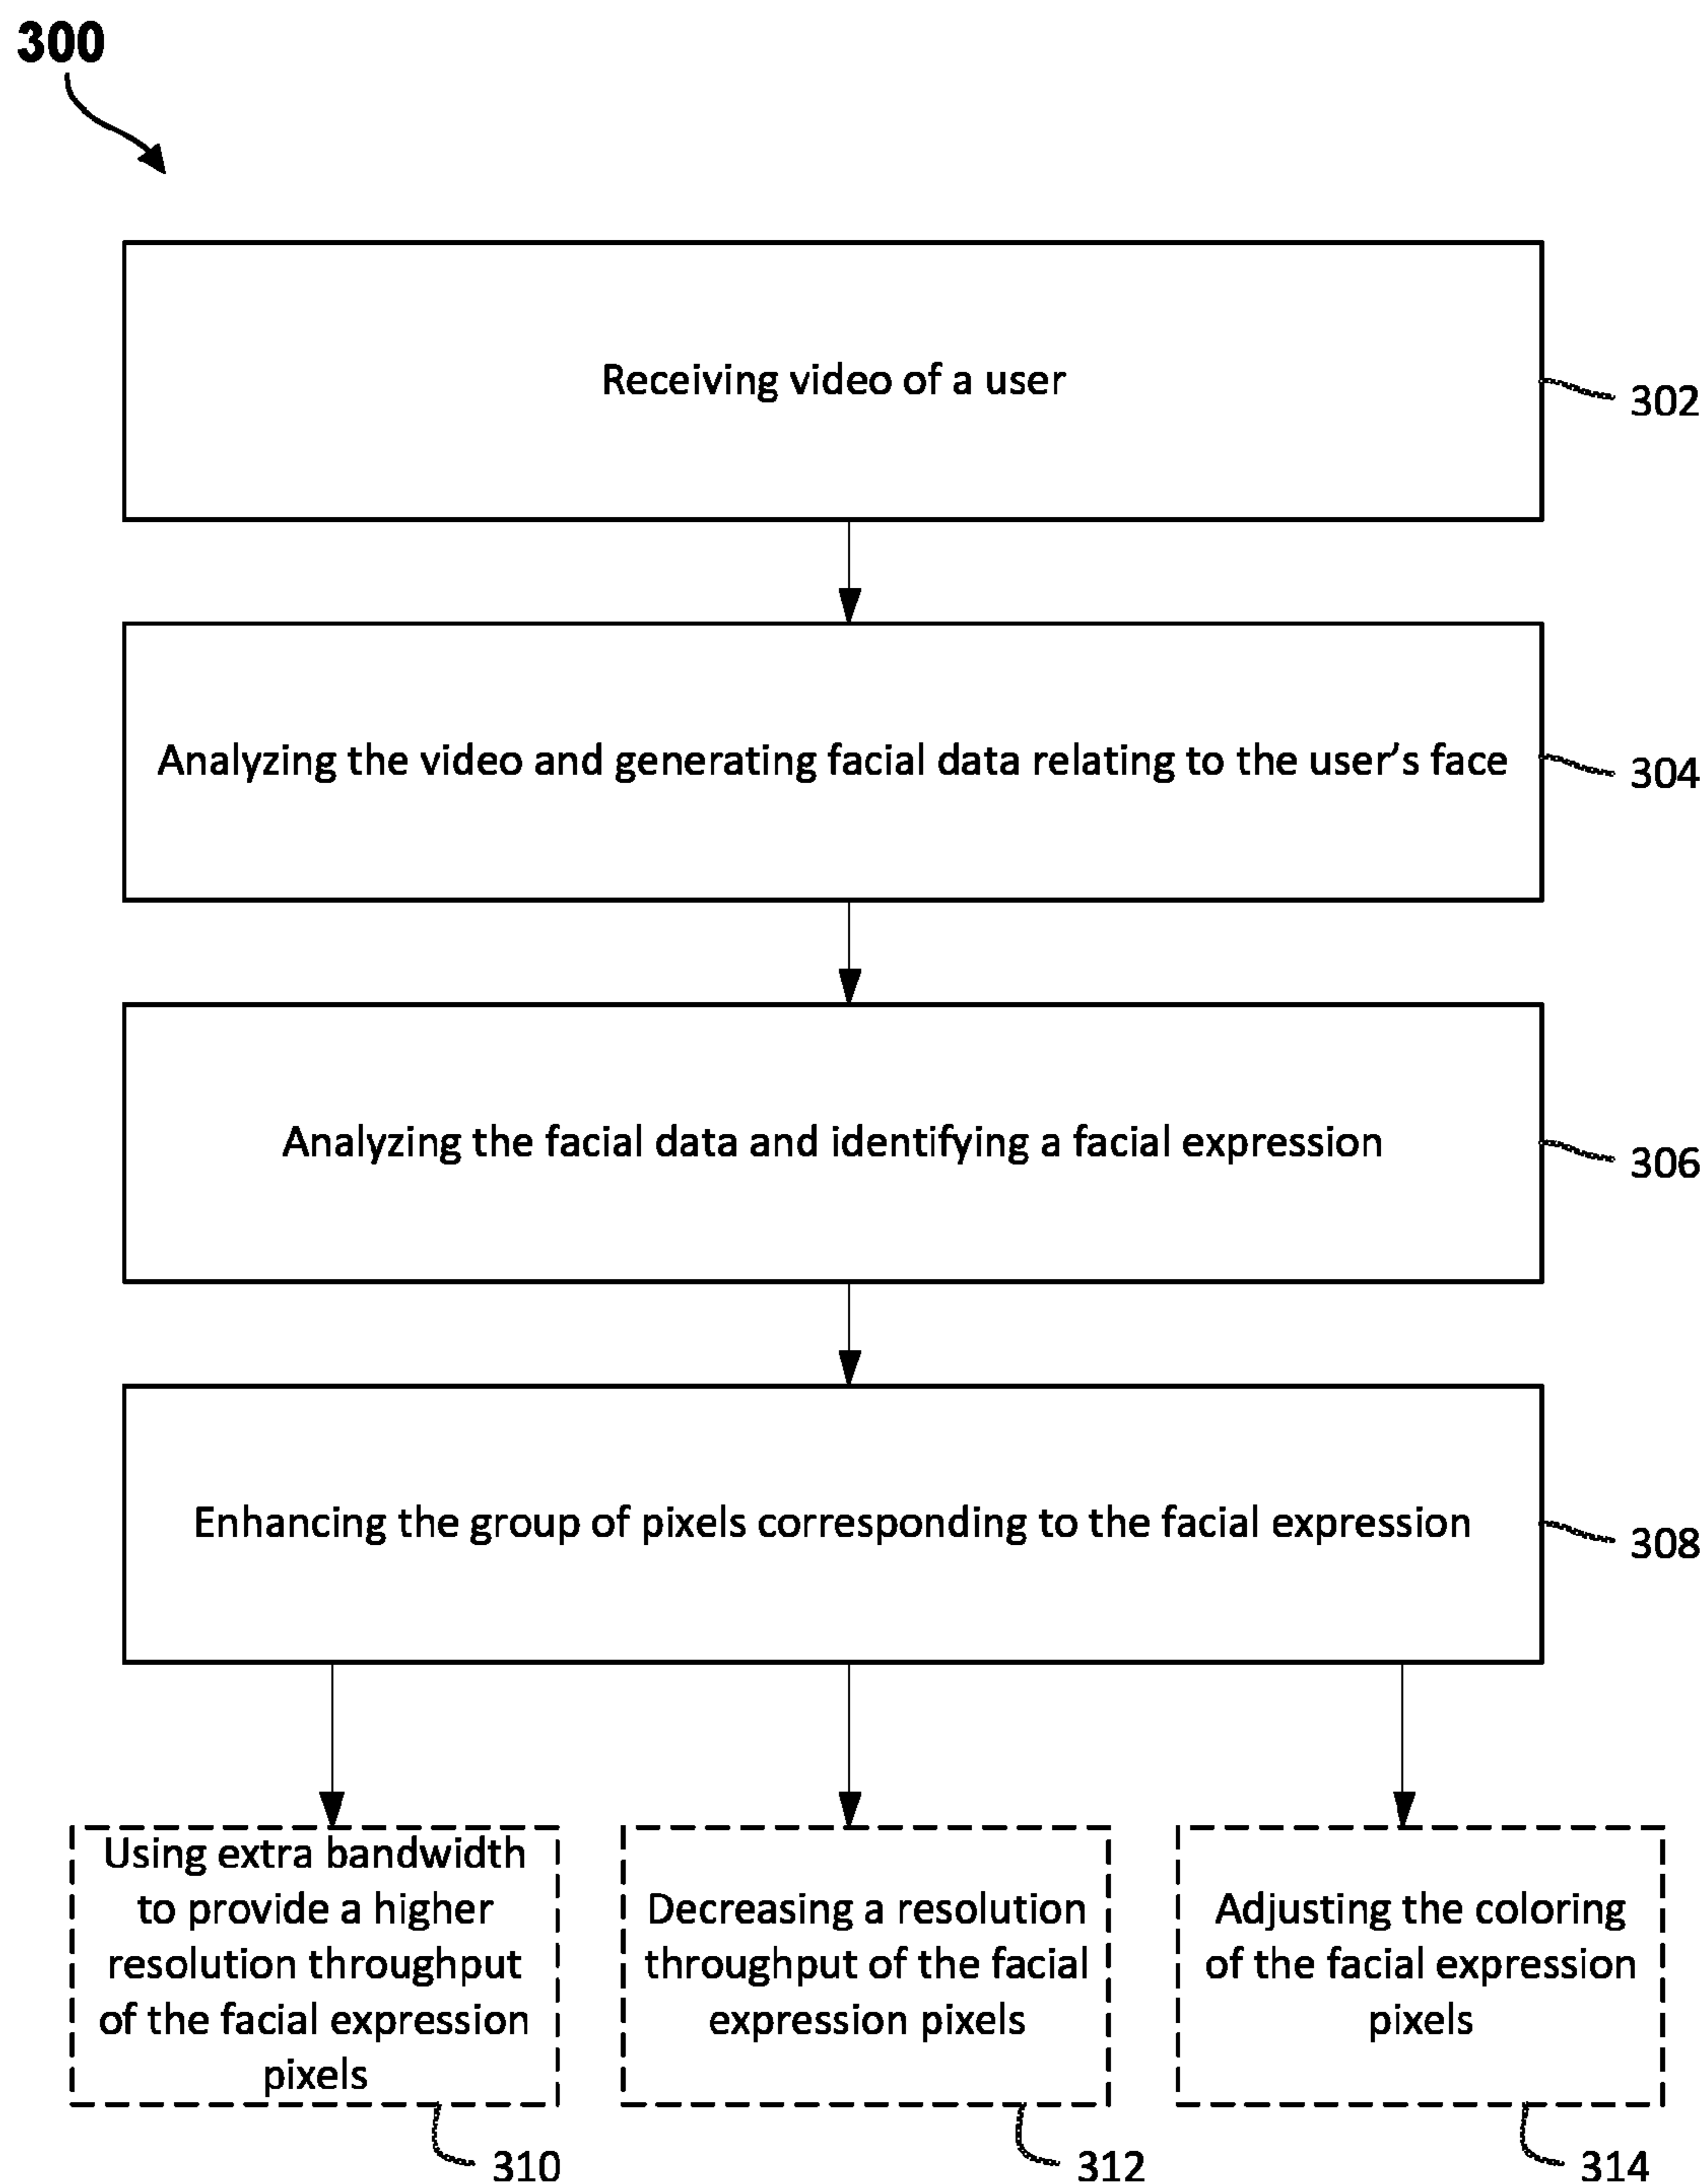 300
Receiving video of a user
302
Analyzing the video and generating facial data relating to the user’s face
304
Analyzing the facial data and identifying a facial expression
306
Enhancing the group of pixels corresponding to the facial expression
308
Using extra bandwidth
to provide a higher
resolution throughput
of the facial expression
pixels
310
Decreasing a resolution
throughput of the facial
expression pixels
312
Adjusting the coloring
of the facial expression
pixels
314